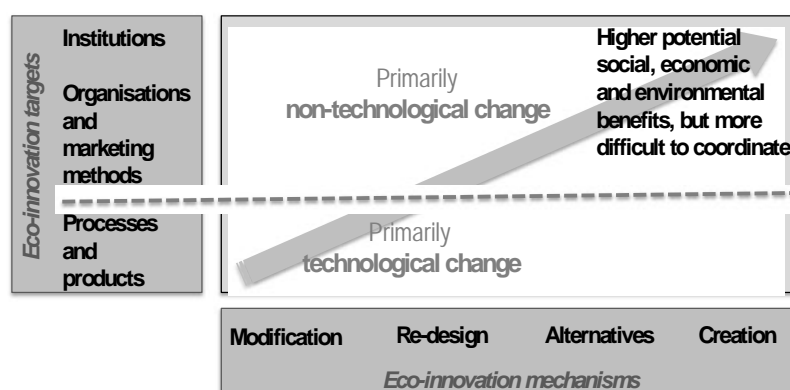 Eco-innovation targets
Institutions
Organisations
and
marketing
methods
Processes
and
products
Primarily
non-technological change
Higher potential
social, economic
and environmental
benefits, but more
difficult to coordinate
Primarily
technological change
Modification Re-design Alternatives Creation
Eco-innovation mechanisms